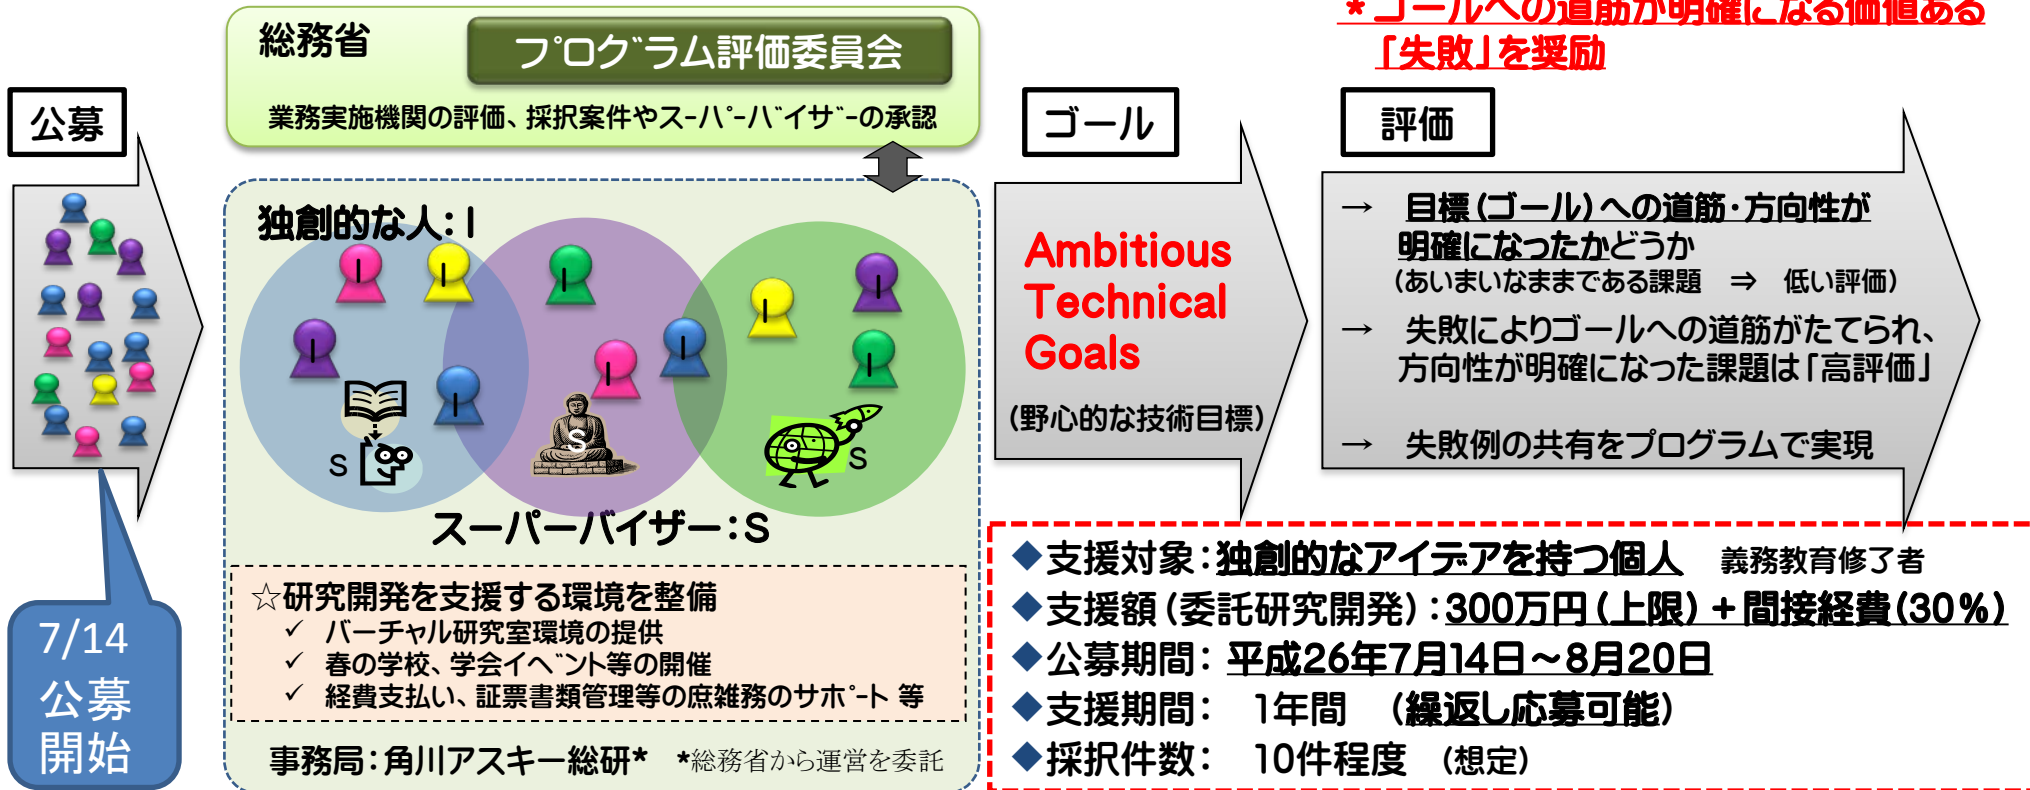 *ゴールへの道筋が明確になる価値ある
「失敗」を奨励
公募
7/14
公募
開始
総務省
プログラム評価委員会
業務実施機関の評価、採択案件やスーパーバイザーの承認
独創的な人：I
I
I
I
I
I
I
I
I
I
I
S
S
S
スーパーバイザー：S
☆研究開発を支援する環境を整備
✓ バーチャル研究室環境の提供
✓ 春の学校、学会イベント等の開催
✓ 経費支払い、証票書類管理等の庶雑務のサポート 等
事務局：角川アスキー総研* *総務省から運営を委託
ゴール
Ambitious
Technical
Goals
(野心的な技術目標)
評価
→ 目標(ゴール)への道筋・方向性が
明確になったかどうか
(あいまいなままである課題 ⇒ 低い評価)
→ 失敗によりゴールへの道筋がたてられ、
方向性が明確になった課題は「高評価」
→ 失敗例の共有をプログラムで実現
◆支援対象：独創的なアイデアを持つ個人 義務教育修了者
◆支援額(委託研究開発)：300万円(上限)+間接経費(30%)
◆公募期間： 平成26年7月14日～8月20日
◆支援期間： 1年間 (繰返し応募可能)
◆採択件数： 10件程度 (想定)